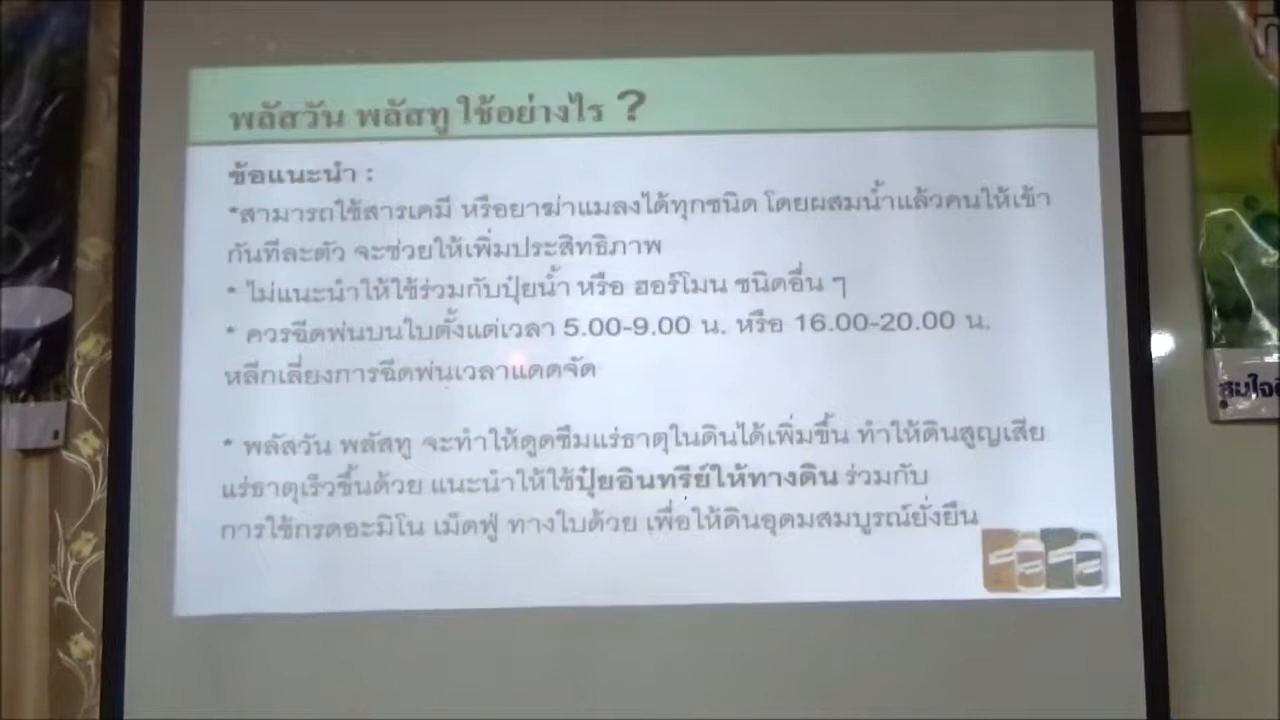 พลัสวัน พลัสทู ใช้อย่างไร ?
ข้อแนะนำ :
*สามารถใช้สารเคมี หรือยาฆ่าแมลงได้ทุกชนิด โดยผสมน้ำแล้วคนให้เข้า
กันทีละตัว จะช่วยให้เพิ่มประสิทธิภาพ
* ไม่แนะนำให้ใช้ร่วมกับปุ๋ยน้ำ หรือ ฮอร์โมน ชนิดอื่น ๆ
* ควรฉีดพ่นบนใบตั้งแต่เวลา 5.00-9.00 น. หรือ 16.00-20.00 น.
หลีกเลี่ยงการฉีดพ่นเวลาแดดจัด
* พลัสวัน พลัสทู จะทำให้ดูดซึมแร่ธาตุในดินได้เพิ่มขึ้น ทำให้ดินสูญเสีย
แร่ธาตุเร็วขึ้นด้วย แนะนำให้ใช้ปุ๋ยอินทรีย์ให้ทางดิน ร่วมกับ
การใช้กรดอะมิโน เม็ดฟู่ ทางใบด้วย เพื่อให้ดินอุดมสมบูรณ์ยั่งยืน